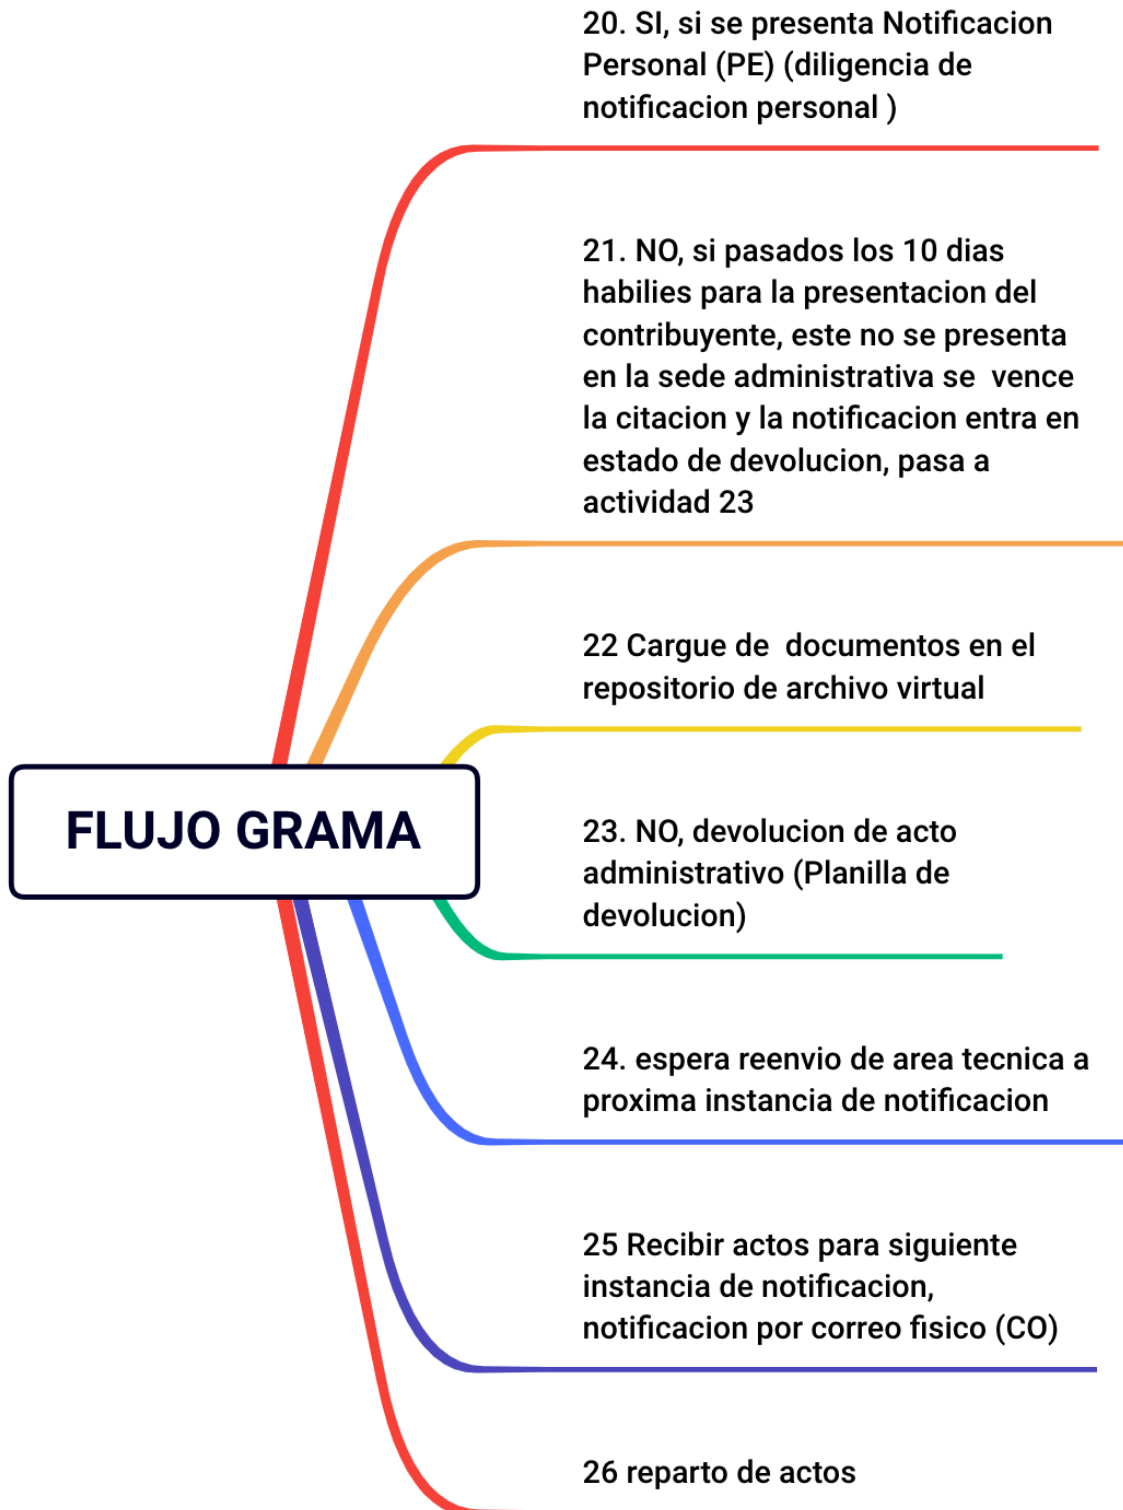 20. SI, si se presenta Notificacion
Personal (PE) (diligencia de
notificacion personal )
21. NO, si pasados los 10 dias
habilies para la presentacion del
contribuyente, este no se presenta
en la sede administrativa se  vence
la citacion y la notificacion entra en
estado de devolucion, pasa a
actividad 23
22 Cargue de  documentos en el
repositorio de archivo virtual
FLUJO GRAMA
23. NO, devolucion de acto
administrativo (Planilla de
devolucion)
24. espera reenvio de area tecnica a
proxima instancia de notificacion
25 Recibir actos para siguiente
instancia de notificacion,
notificacion por correo fisico (CO)
26 reparto de actos